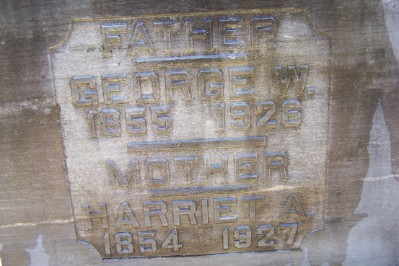 FATHER
GEORGE W.
1855 1926
MOTHER
HARRIET A.
1854 1927